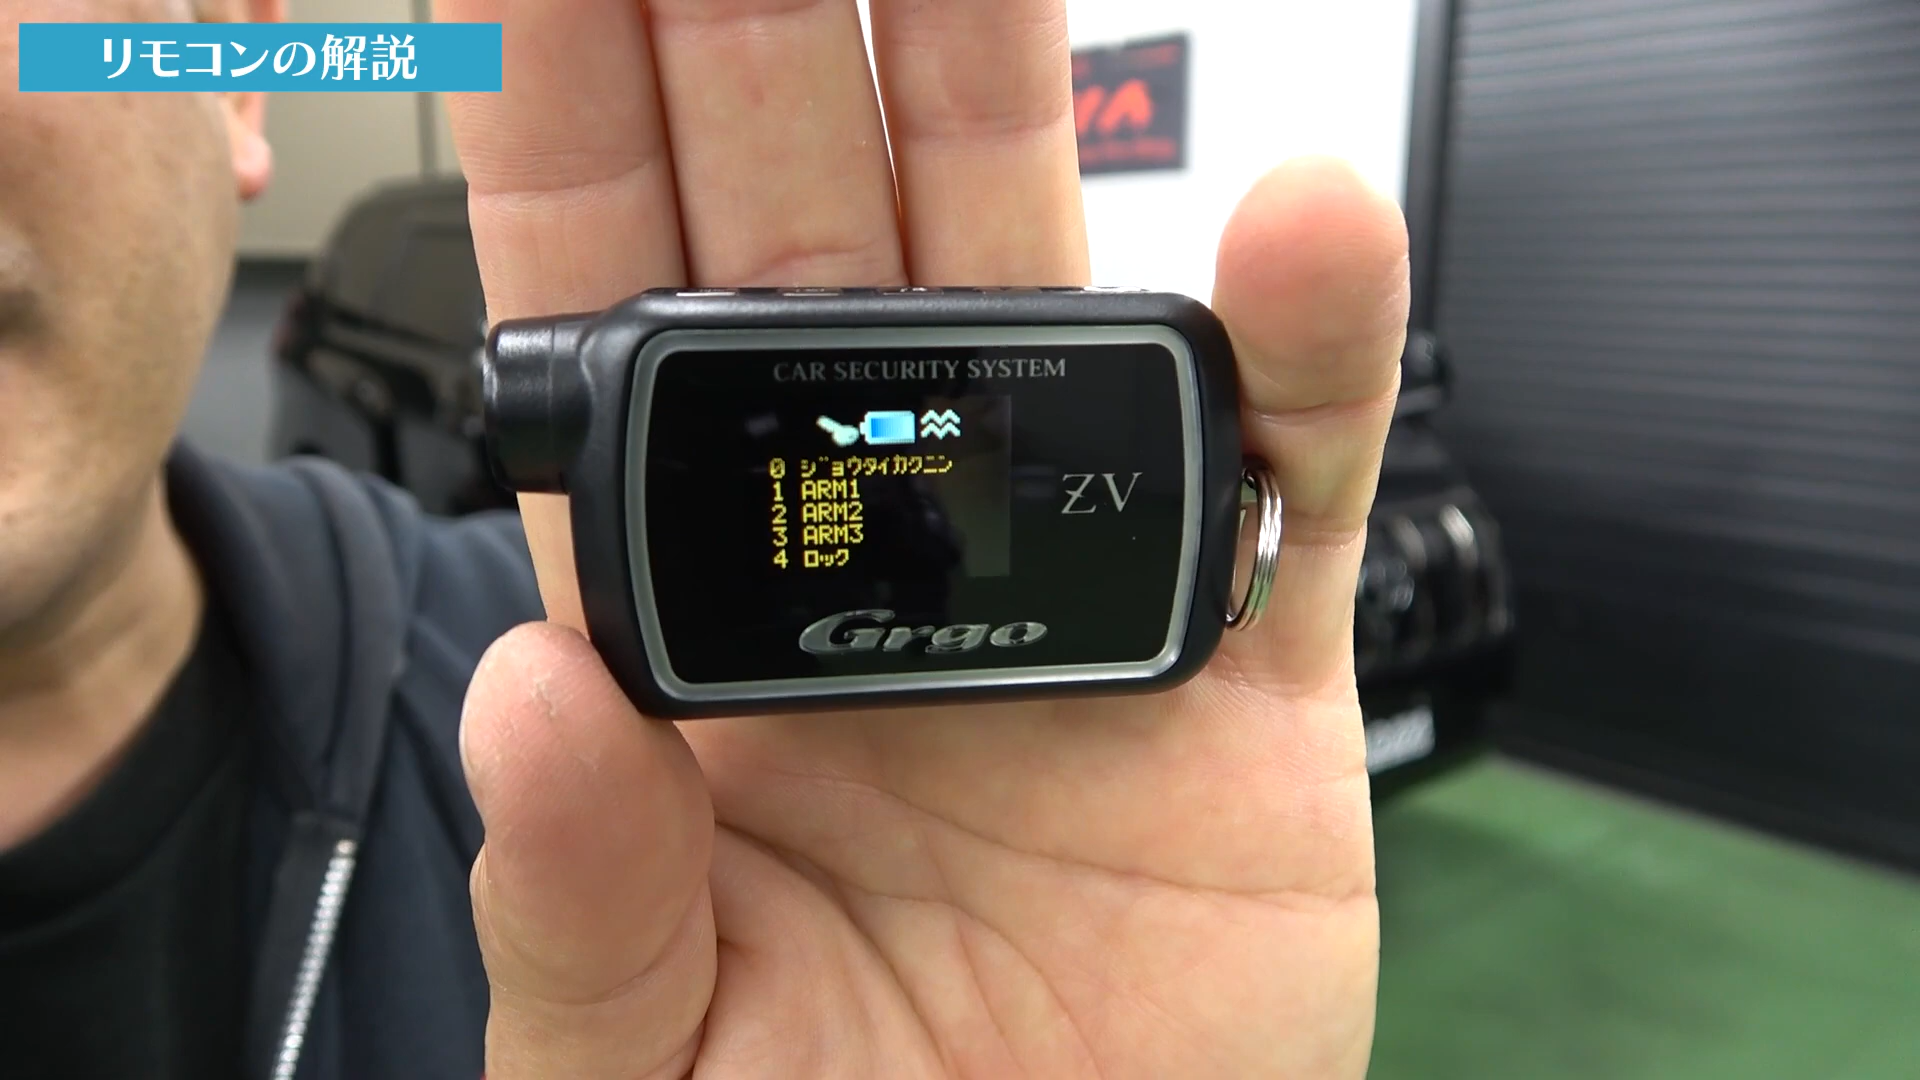 リモコンの解説
CAR SECURITY SYSTEM
0 ジョウタイカクニン
1 ARM1
2 ARM2
3 ARM3
4 ロック
ZV
Grgo